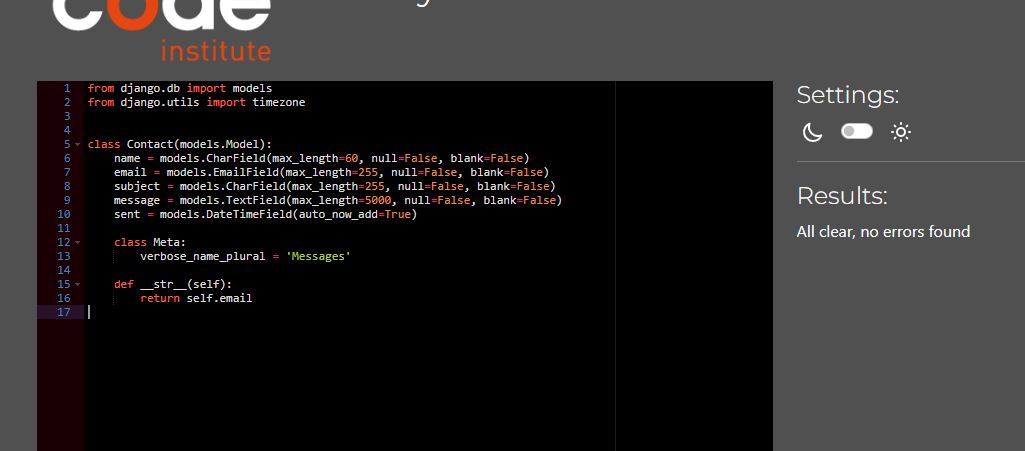 code
institute
Settings:
Results:
All clear, no errors found
1 from django.db import models
2 from django.utils import timezone
3
4
5 class Contact(models.Model):
6     name = models.CharField(max_length=60, null=False, blank=False)
7     email = models.EmailField(max_length=255, null=False, blank=False)
8     subject = models.CharField(max_length=255, null=False, blank=False)
9     message = models.TextField(max_length=5000, null=False, blank=False)
10     sent = models.DateTimeField(auto_now_add=True)
11
12     class Meta:
13         verbose_name_plural = 'Messages'
14
15     def __str__(self):
16         return self.email
17